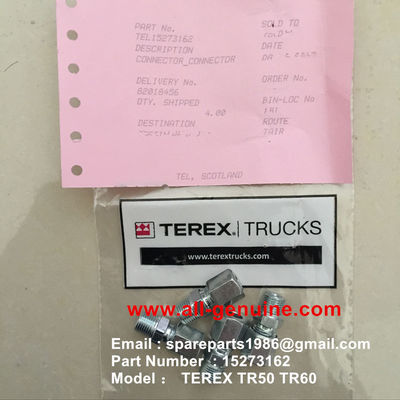 PART No.
TEL15273162
DESCRIPTION
CONNECTOR_CONNECTOR
DELIVERY No.
82018456
QTY. SHIPPED
4.00
DESTINATION
SOLD TO
DATE
ORDER No.
BIN-LOC No
ROUTE
TEL, SCOTLAND
TEREX. TRUCKS
www.terextrucks.com
www.all-genuine.com
Email : spareparts1986@gmail.com
Part Number : 15273162
Model : TEREX TR50 TR60